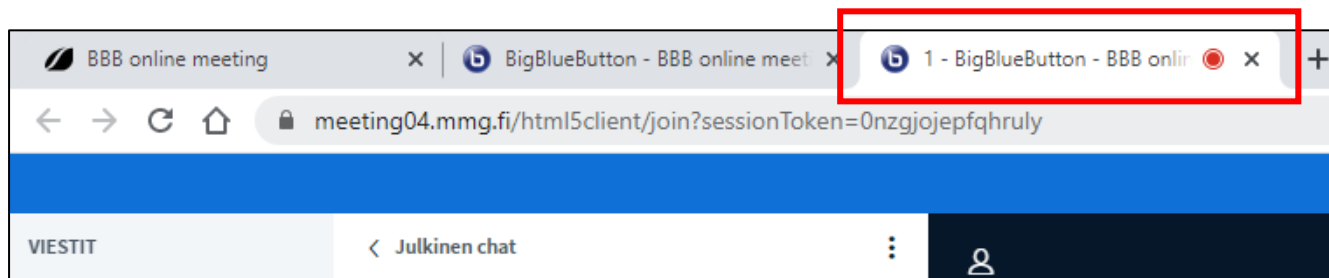 BBB online meeting
BigBlueButton - BBB online meet
1 - BigBlueButton - BBB onlin
meeting04.mmg.fi/html5client/join?sessionToken=0nzgjojepfqhruly
VIESTIT
Julkinen chat